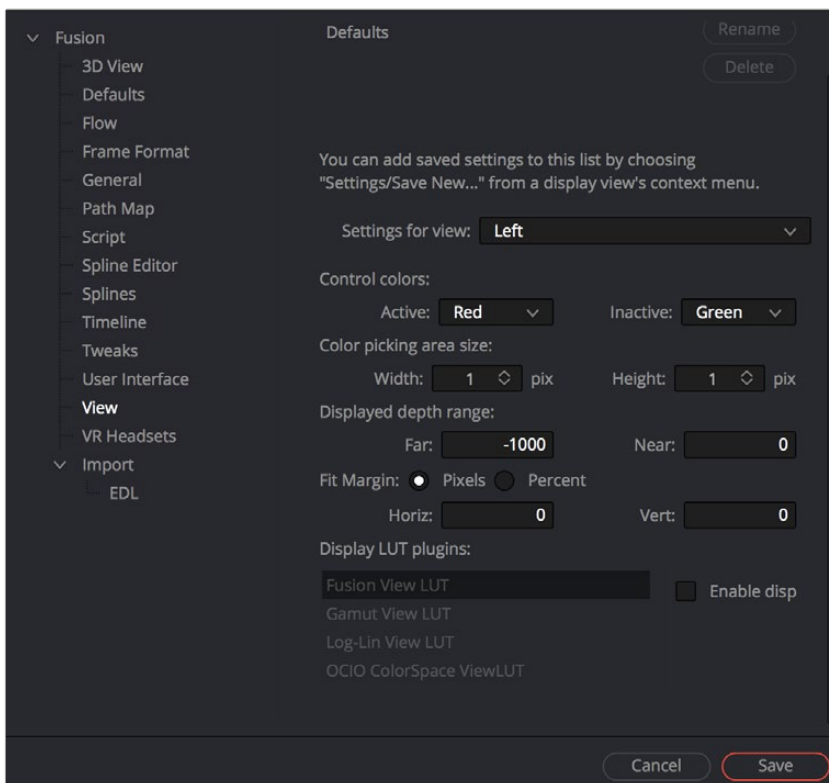 Fusion
3D View
Defaults
Flow
Frame Format
General
Path Map
Script
Spline Editor
Splines
Timeline
Tweaks
User Interface
View
VR Headsets
Import
EDL
Defaults
Rename
Delete
You can add saved settings to this list by choosing
"Settings/Save New..." from a display view's context menu.
Settings for view: Left
Control colors:
Active: Red Inactive: Green
Color picking area size:
Width: 1 pix Height: 1 pix
Displayed depth range:
Far: -1000 Near: 0
Fit Margin: Pixels Percent
Horiz: 0 Vert: 0
Display LUT plugins:
Fusion View LUT
Enable disp
Gamut View LUT
Log-Lin View LUT
OCIO ColorSpace ViewLUT
Cancel Save